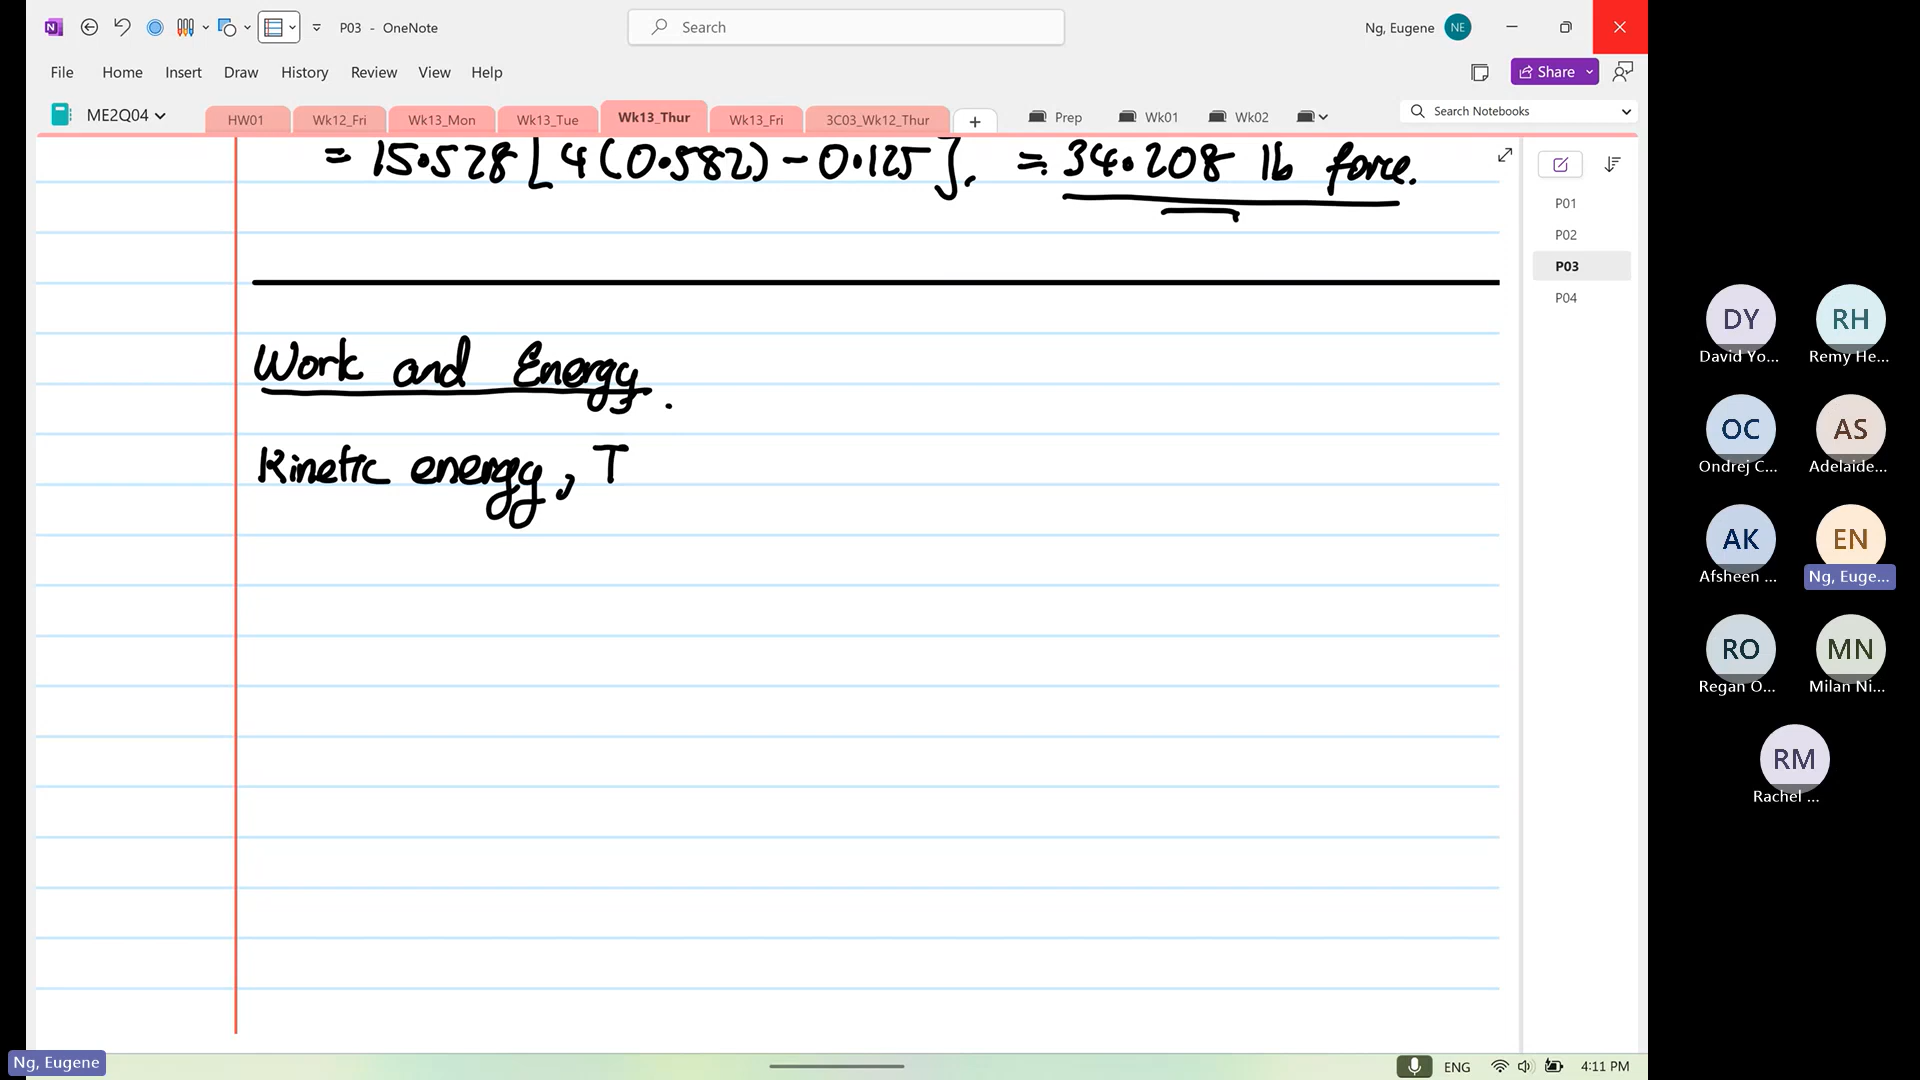 P03 - OneNote
Search
Ng, Eugene NE
File Home Insert Draw History Review View Help
Share
ME2Q04
HW01 Wk12_Fri Wk13_Mon Wk13_Tue Wk13_Thur Wk13_Fri 3C03_Wk12_Thur + Prep Wk01 Wk02
Search Notebooks
= 15.528 [ 4 (0.582) - 0.125 ]. = 34.208 lb force.
Work and Energy.
Kinetic energy, T
P01
P02
P03
P04
DY RH
David Yo... Remy He...
OC AS
Ondrej C... Adelaide...
AK EN
Afsheen ... Ng, Euge...
RO MN
Regan O... Milan Ni...
RM
Rachel ...
Ng, Eugene
ENG 4:11 PM